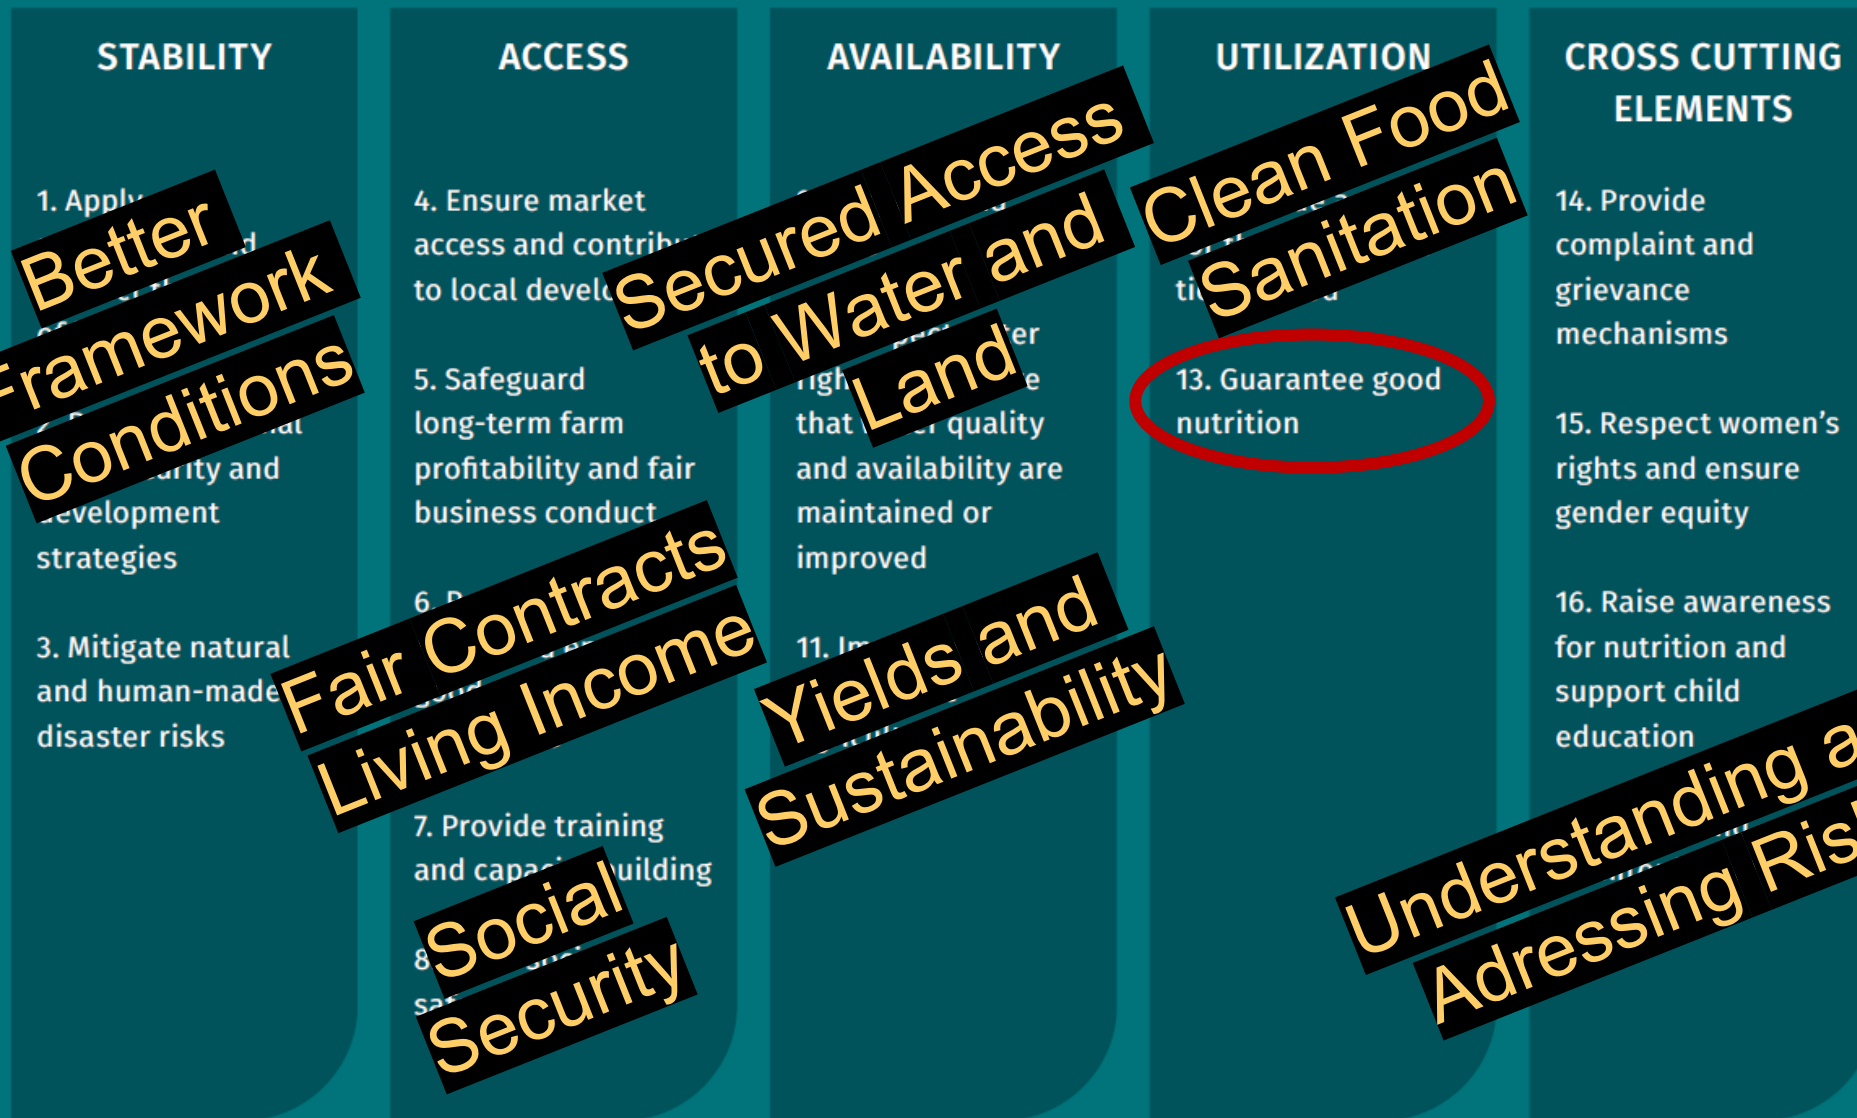 STABILITY
1. Apply
Better
Framework
Conditions
and
development
strategies
3. Mitigate natural
and human-made
disaster risks
ACCESS
4. Ensure market
access and
to local
5. Safeguard
long-term farm
profitability and fair
business conduct
6.
Fair Contracts
Living Income
7. Provide training
and
Social
Security
AVAILABILITY
Secured Access
to Water and
Land
that quality
and availability are
maintained or
improved
11.
Yields and
Sustainability
UTILIZATION
Clean Food
Sanitation
13. Guarantee good
nutrition
CROSS CUTTING
ELEMENTS
14. Provide
complaint and
grievance
mechanisms
15. Respect women's
rights and ensure
gender equity
16. Raise awareness
for nutrition and
support child
education
Understanding
Adressing